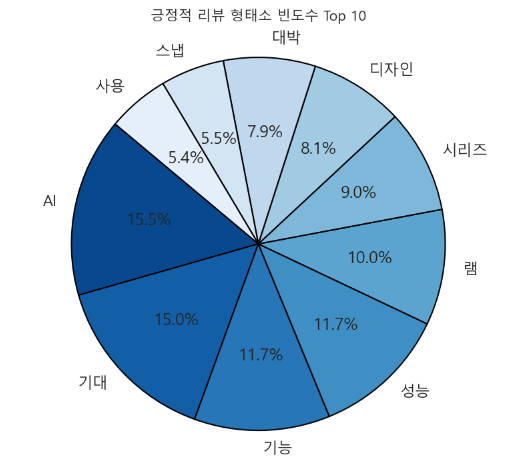 긍정적 리뷰 형태소 빈도수 Top 10
대박
스냅
디자인
사용
7.9%
5.5%
8.1%
시리즈
5.4%
9.0%
AI
15.5%
10.0%
램
15.0%
11.7%
11.7%
기대
성능
기능